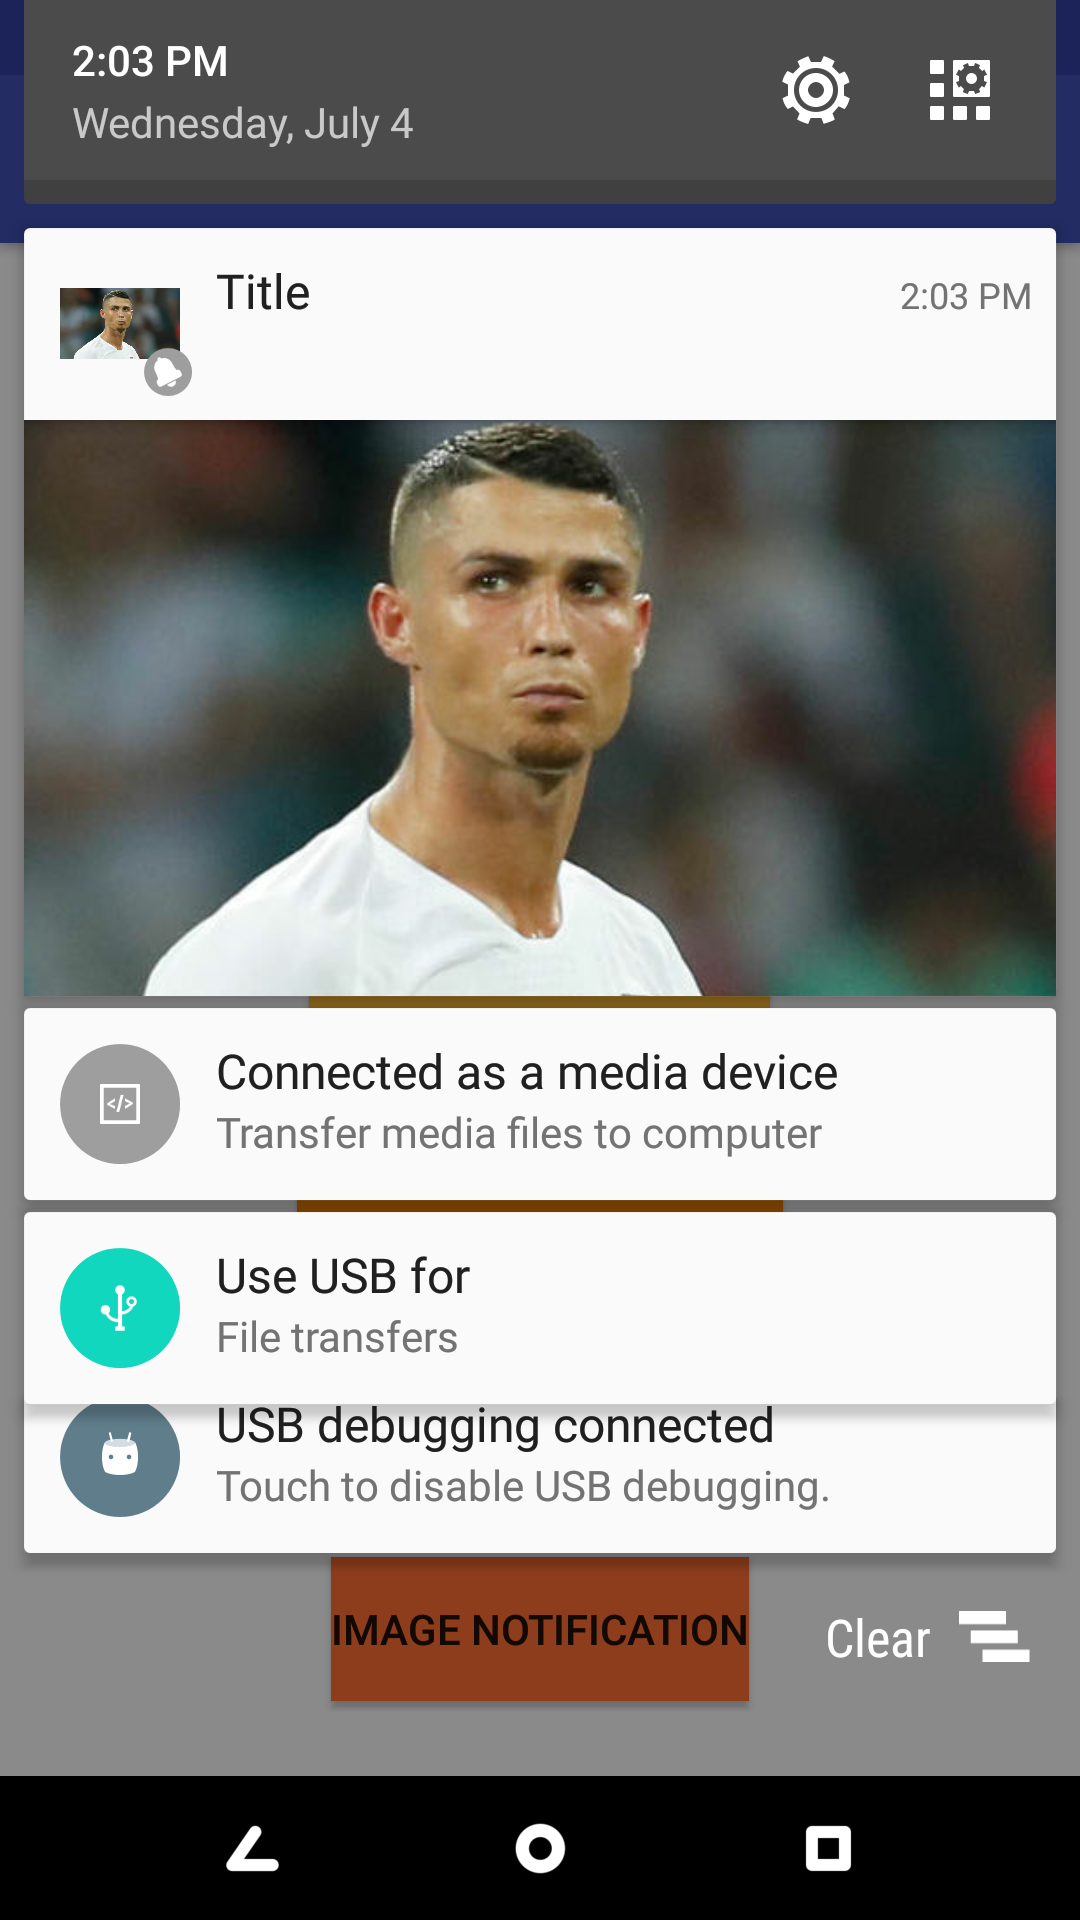 2:03 PM
Wednesday, July 4
Title
2:03 PM
Connected as a media device
Transfer media files to computer
Use USB for
File transfers
USB debugging connected
Touch to disable USB debugging.
IMAGE NOTIFICATION
Clear